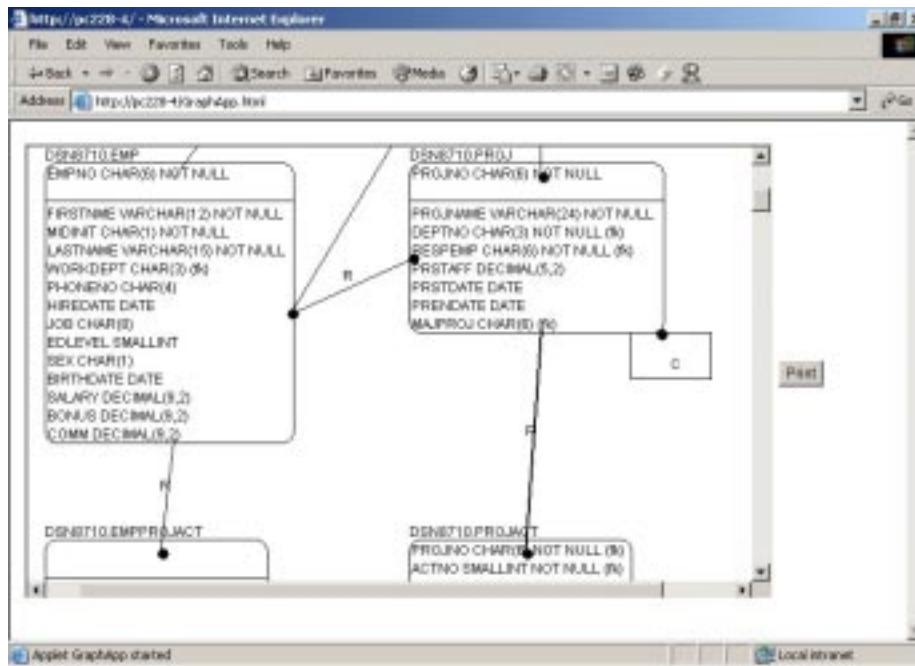 http://pc228-4/ - Microsoft Internet Explorer
File Edit View Favorites Tools Help
Back Search Favorites Media
Address http://pc228-4/GraphApp.html Go
DSN8710.EMP
EMPNO CHAR(6) NOT NULL
FIRSTNME VARCHAR(12) NOT NULL
MIDINIT CHAR(1) NOT NULL
LASTNAME VARCHAR(15) NOT NULL
WORKDEPT CHAR(3) (fk)
PHONENO CHAR(4)
HIREDATE DATE
JOB CHAR(8)
EDLEVEL SMALLINT
SEX CHAR(1)
BIRTHDATE DATE
SALARY DECIMAL(9,2)
BONUS DECIMAL(9,2)
COMM DECIMAL(9,2)
R
DSN8710.PROJ
PROJNO CHAR(6) NOT NULL
PROJNAME VARCHAR(24) NOT NULL
DEPTNO CHAR(3) NOT NULL (fk)
RESPEMP CHAR(6) NOT NULL (fk)
PRSTAFF DECIMAL(5,2)
PRSTDATE DATE
PRENDATE DATE
MAJPROJ CHAR(6) (fk)
C
Print
R
DSN8710.EMPPROJACT
DSN8710.PROJACT
PROJNO CHAR(6) NOT NULL (fk)
ACTNO SMALLINT NOT NULL (fk)
Applet GraphApp started
Local intranet